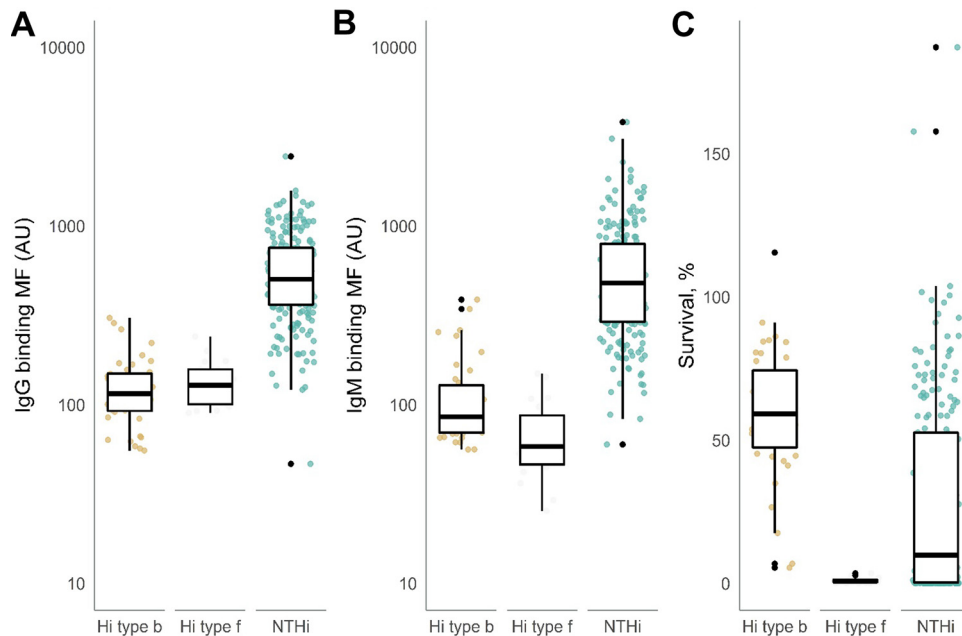 A
IgG binding MF (AU)
10000
1000
100
10
Hi type b
Hi type f
NTHi
B
IgM binding MF (AU)
10000
1000
100
10
Hi type b
Hi type f
NTHi
C
Survival, %
150
100
50
0
Hi type b
Hi type f
NTHi